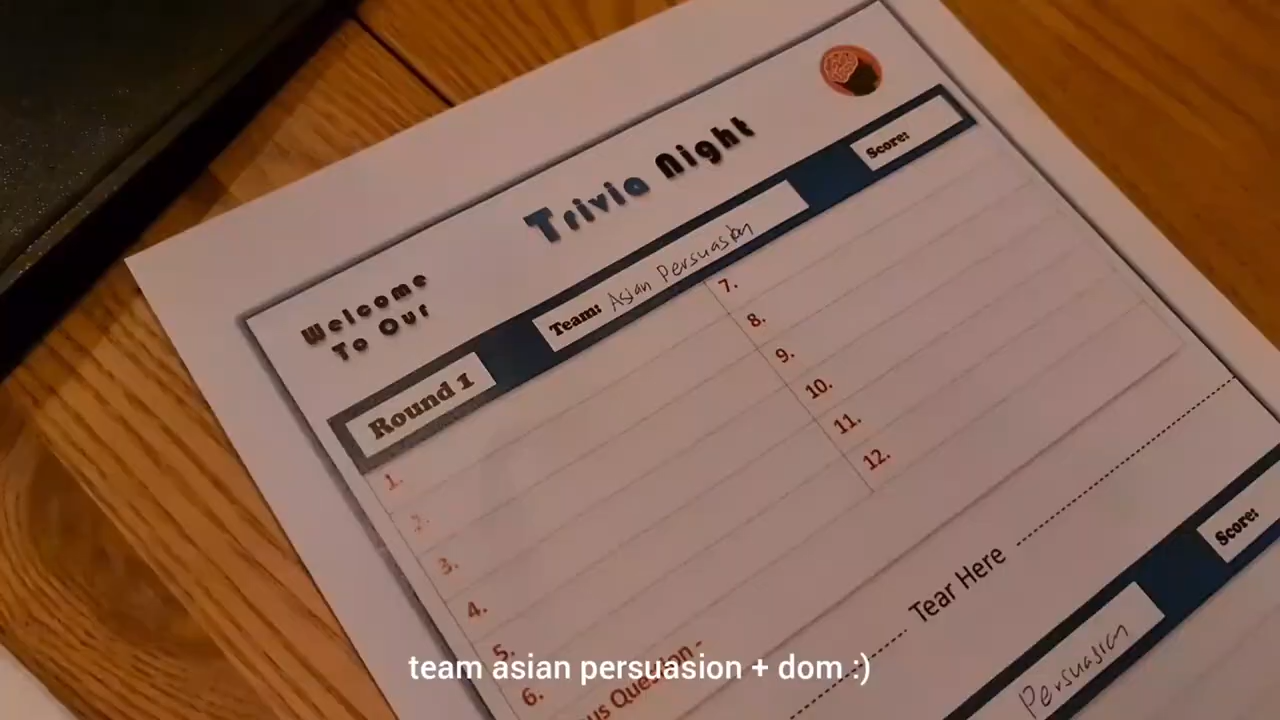 Welcome
To Our
Trivia Night
Round 1
Team: Asian Persuasion
Score:
1.
2.
3.
4.
5.
6.
7.
8.
9.
10.
11.
12.
Question -
Tear Here
Persuasion
Score:
team asian persuasion + dom :)